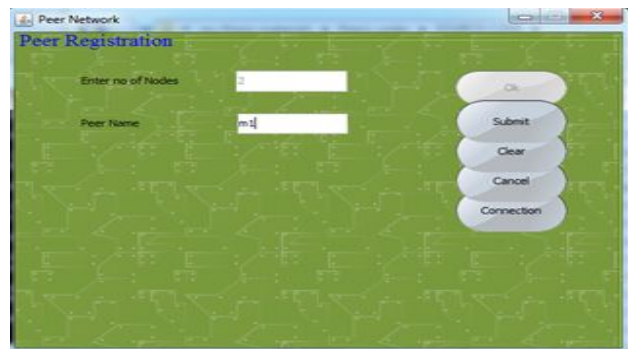 Peer Network
Peer Registration
Enter no of Nodes 2
Ok
Peer Name m1
Submit
Clear
Cancel
Connection